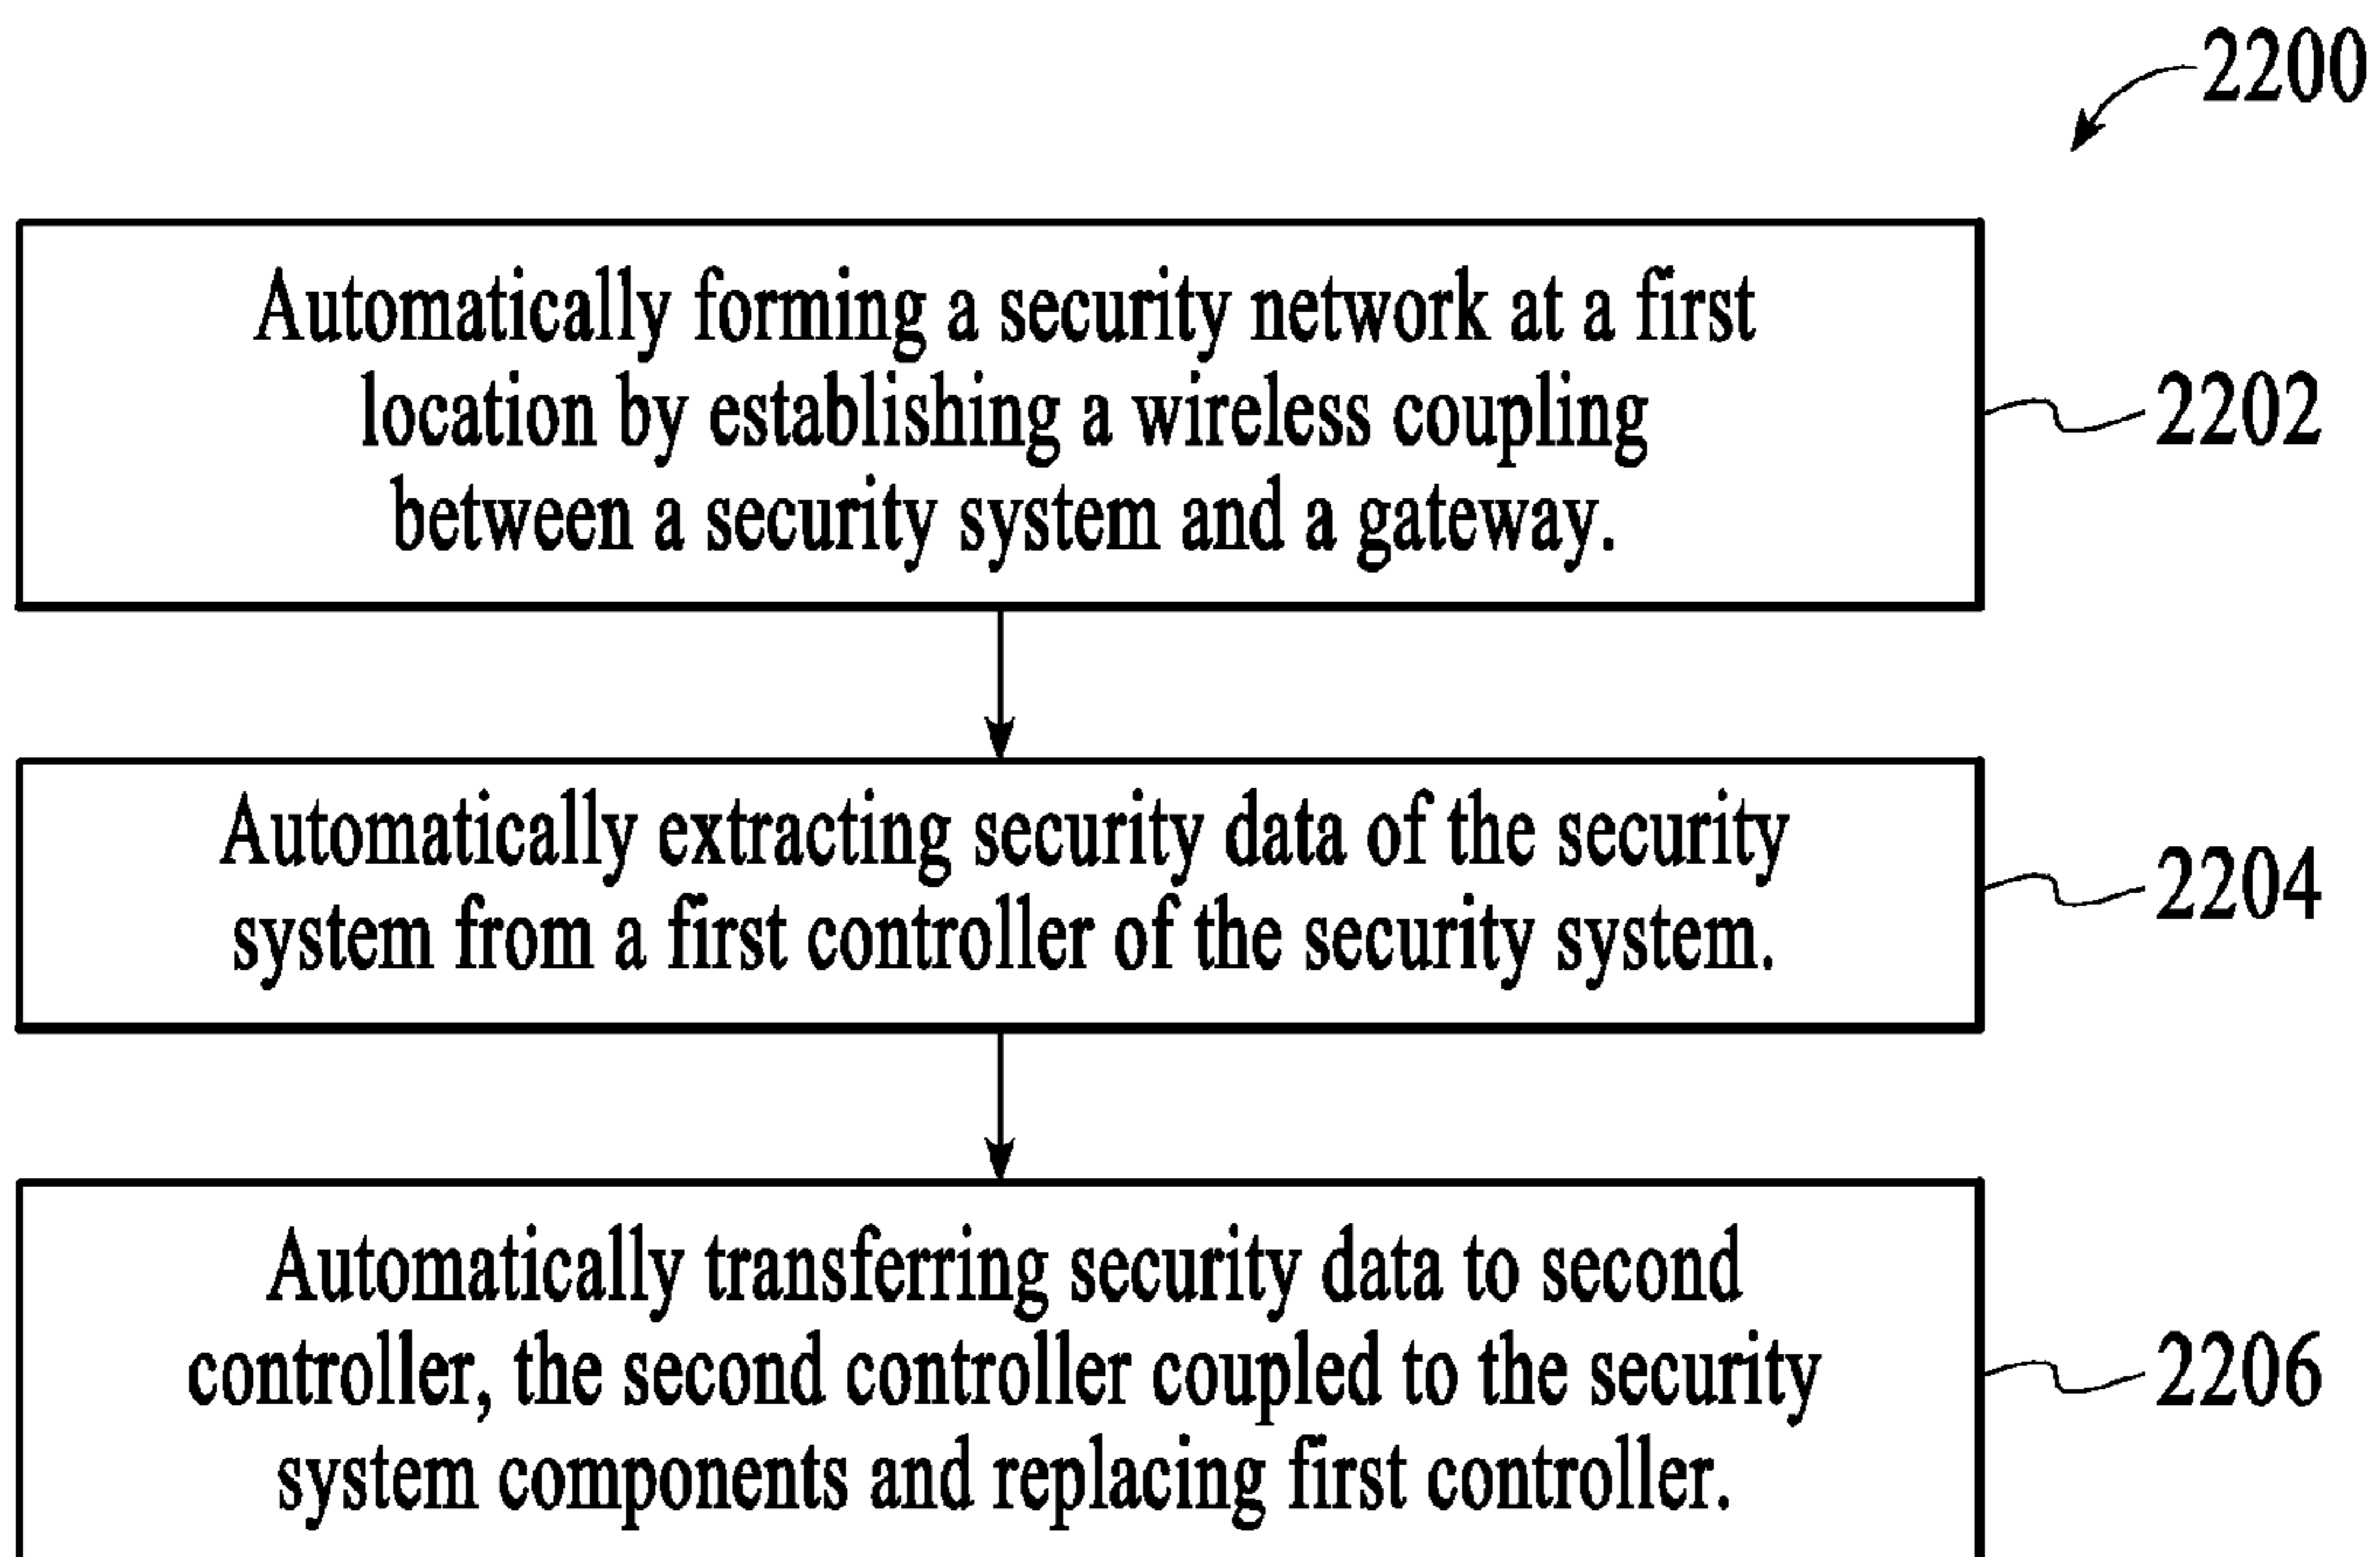 2200
Automatically forming a security network at a first
location by establishing a wireless coupling
between a security system and a gateway.
2202
Automatically extracting security data of the security
system from a first controller of the security system.
2204
Automatically transferring security data to second
controller, the second controller coupled to the security
system components and replacing first controller.
2206